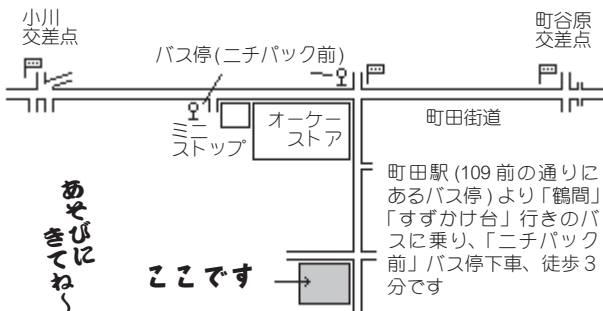 小川
交差点
町谷原
交差点
バス停(ニチパック前)
ミニ
ストップ
オーケー
ストア
町田街道
町田駅(109 前の通りに
あるバス停)より「鶴間」
「すずかけ台」行きのバ
スに乗り、「ニチパック
前」バス停下車、徒歩3
分です
あそびに
きてね～
ここです